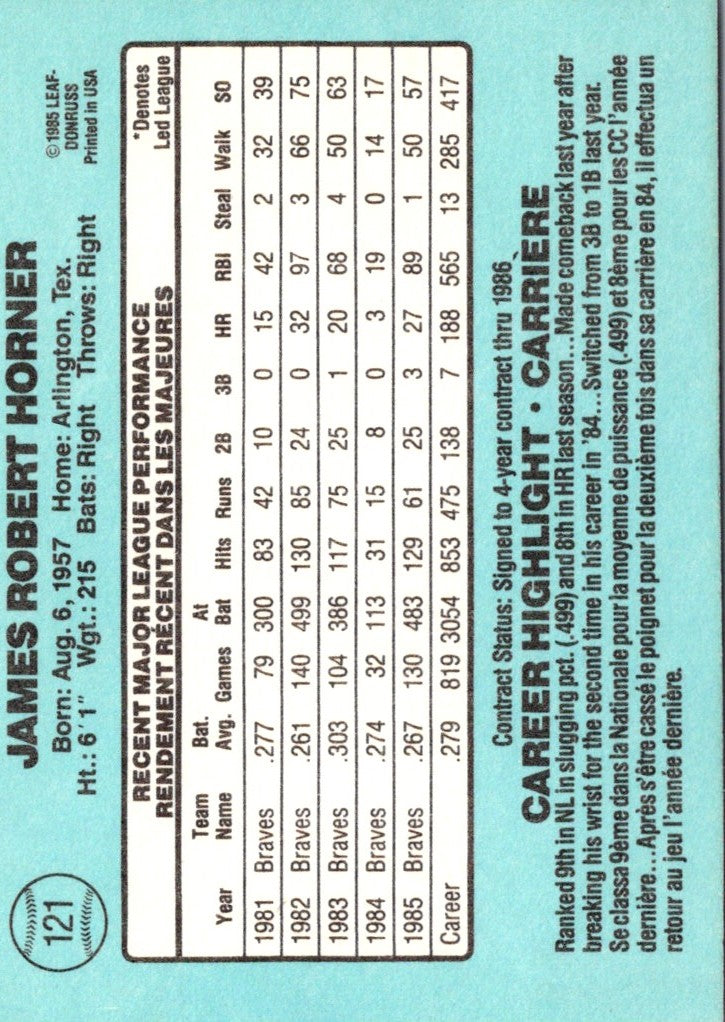 121
JAMES ROBERT HORNER
Born: Aug. 6, 1957 Home: Arlington, Tex.
Ht.: 6'1" Wgt.: 215 Bats: Right Throws: Right
© 1985 LEAF-
DONRUSS
Printed in USA
RECENT MAJOR LEAGUE PERFORMANCE
RENDEMENT RÉCENT DANS LES MAJEURES
*Denotes
Led League
Year Team Name Bat. Avg. Games At Bat Hits Runs 2B 3B HR RBI Steal Walk SO
1981 Braves .277 79 300 83 42 10 0 15 42 2 32 39
1982 Braves .261 140 499 130 85 24 0 32 97 3 66 75
1983 Braves .303 104 386 117 75 25 1 20 68 4 50 63
1984 Braves .274 32 113 31 15 8 0 3 19 0 14 17
1985 Braves .267 130 483 129 61 25 3 27 89 1 50 57
Career .279 819 3054 853 475 138 7 188 565 13 285 417
Contract Status: Signed to 4-year contract thru 1986
CAREER HIGHLIGHT • CARRIÈRE
Ranked 9th in NL in slugging pct. (.499) and 8th in HR last season...Made comeback last year after
breaking his wrist for the second time in his career in '84...Switched from 3B to 1B last year.
Se classa 9ème dans la Nationale pour la moyenne de puissance (.499) et 8ème pour les CC l'année
dernière...Après s'être cassé le poignet pour la deuxième fois dans sa carrière en 84, il effectua un
retour au jeu l'année dernière.